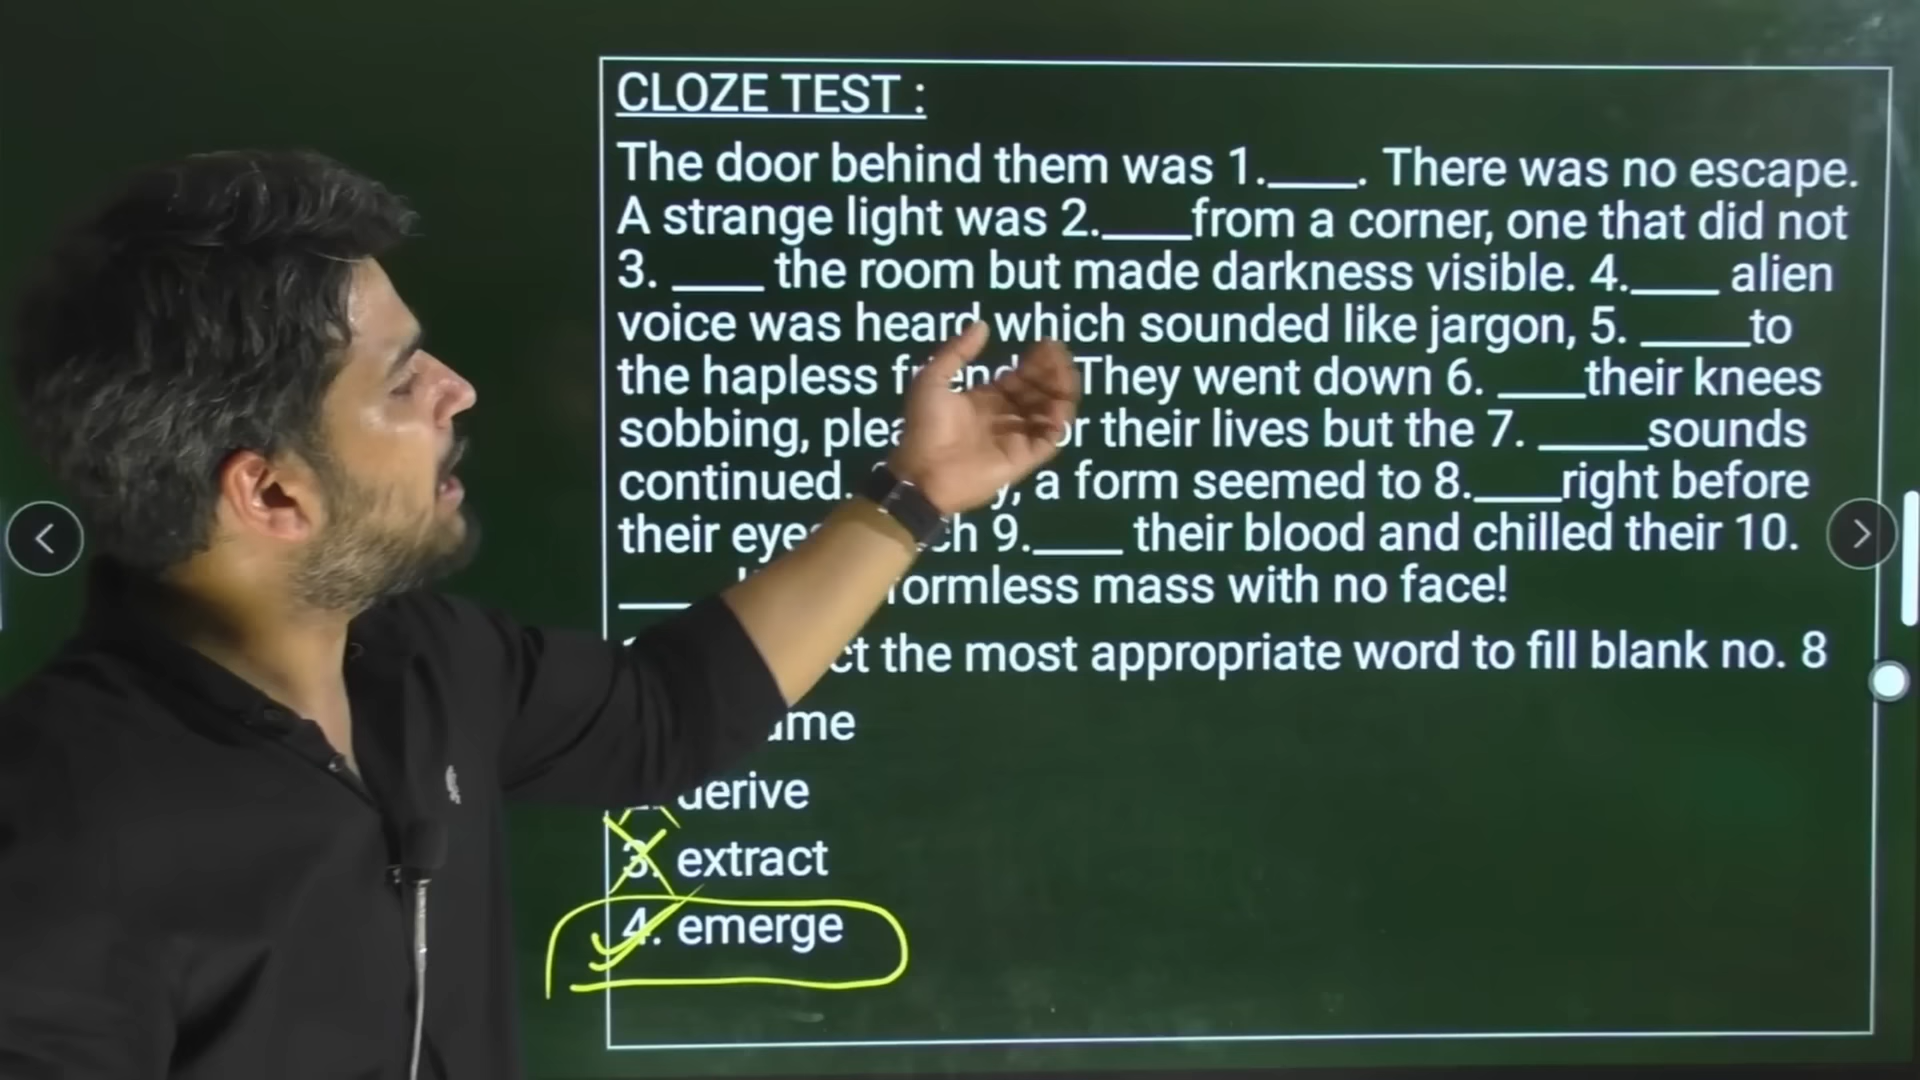 CLOZE TEST :
The door behind them was 1.____. There was no escape.
A strange light was 2.____from a corner, one that did not
3. ____ the room but made darkness visible. 4.____ alien
voice was heard which sounded like jargon, 5. _____to
the hapless They went down 6. ____their knees
sobbing, their lives but the 7. _____sounds
continued. a form seemed to 8.____right before
their 9.____ their blood and chilled their 10.
____ formless mass with no face!
the most appropriate word to fill blank no. 8
derive
3. extract
4. emerge